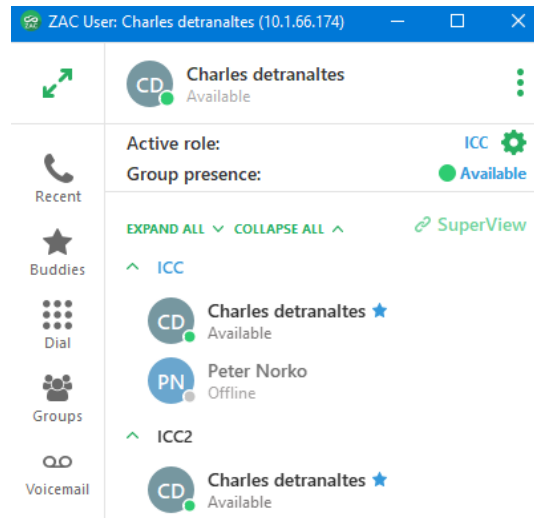 ZAC User: Charles detranaltes (10.1.66.174)
CD
Charles detranaltes
Available
Active role:
ICC
Group presence:
Available
Recent
Buddies
Dial
Groups
Voicemail
EXPAND ALL COLLAPSE ALL
SuperView
ICC
CD
Charles detranaltes
Available
PN
Peter Norko
Offline
ICC2
CD
Charles detranaltes
Available